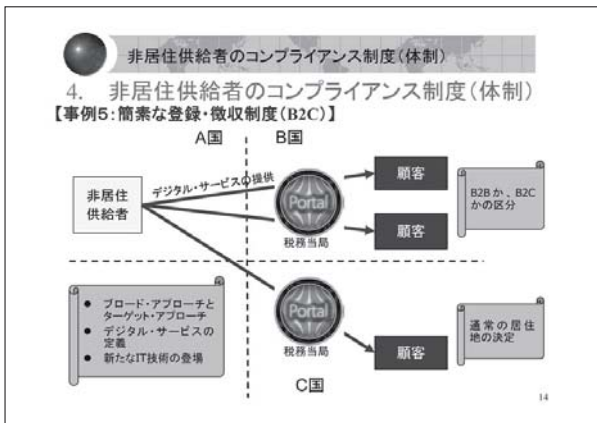 非居住供給者のコンプライアンス制度(体制)
4. 非居住供給者のコンプライアンス制度(体制)
【事例5:簡素な登録・徴収制度(B2C)】
A国
B国
非居住
供給者
デジタル・サービスの提供
Portal
税務当局
顧客
顧客
B2Bか、B2C
かの区分
● ブロード・アプローチと
ターゲット・アプローチ
● デジタル・サービスの
定義
● 新たなIT技術の登場
Portal
税務当局
C国
顧客
通常の居住
地の決定
14